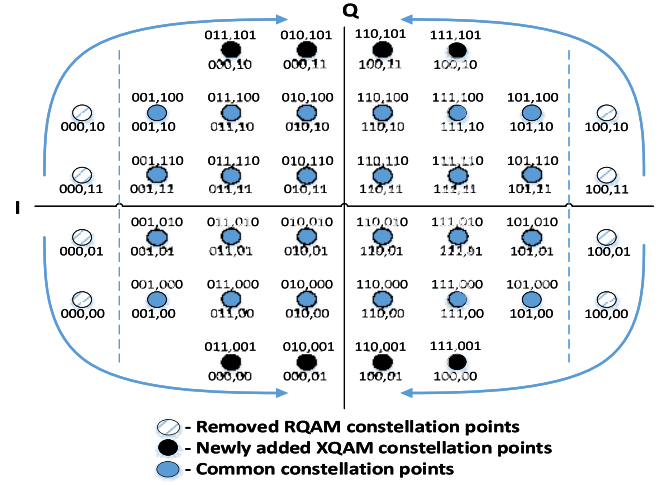 Q
011,101 010,101 110,101 111,101
000,10 000,11 100,11 100,10
001,100 011,100 010,100 110,100 111,100 101,100
000,10 001,10 011,10 010,10 110,10 111,10 101,10 100,10
001,110 011,110 010,110 110,110 111,110 101,110
000,11 001,11 011,11 010,11 110,11 111,11 101,11 100,11
I
001,010 011,010 010,010 110,010 111,010 101,010
000,01 001,01 011,01 010,01 110,01 111,01 101,01 100,01
001,000 011,000 010,000 110,000 111,000 101,000
000,00 001,00 011,00 010,00 110,00 111,00 101,00 100,00
011,001 010,001 110,001 111,001
000,00 000,01 100,01 100,00
- Removed RQAM constellation points
- Newly added XQAM constellation points
- Common constellation points